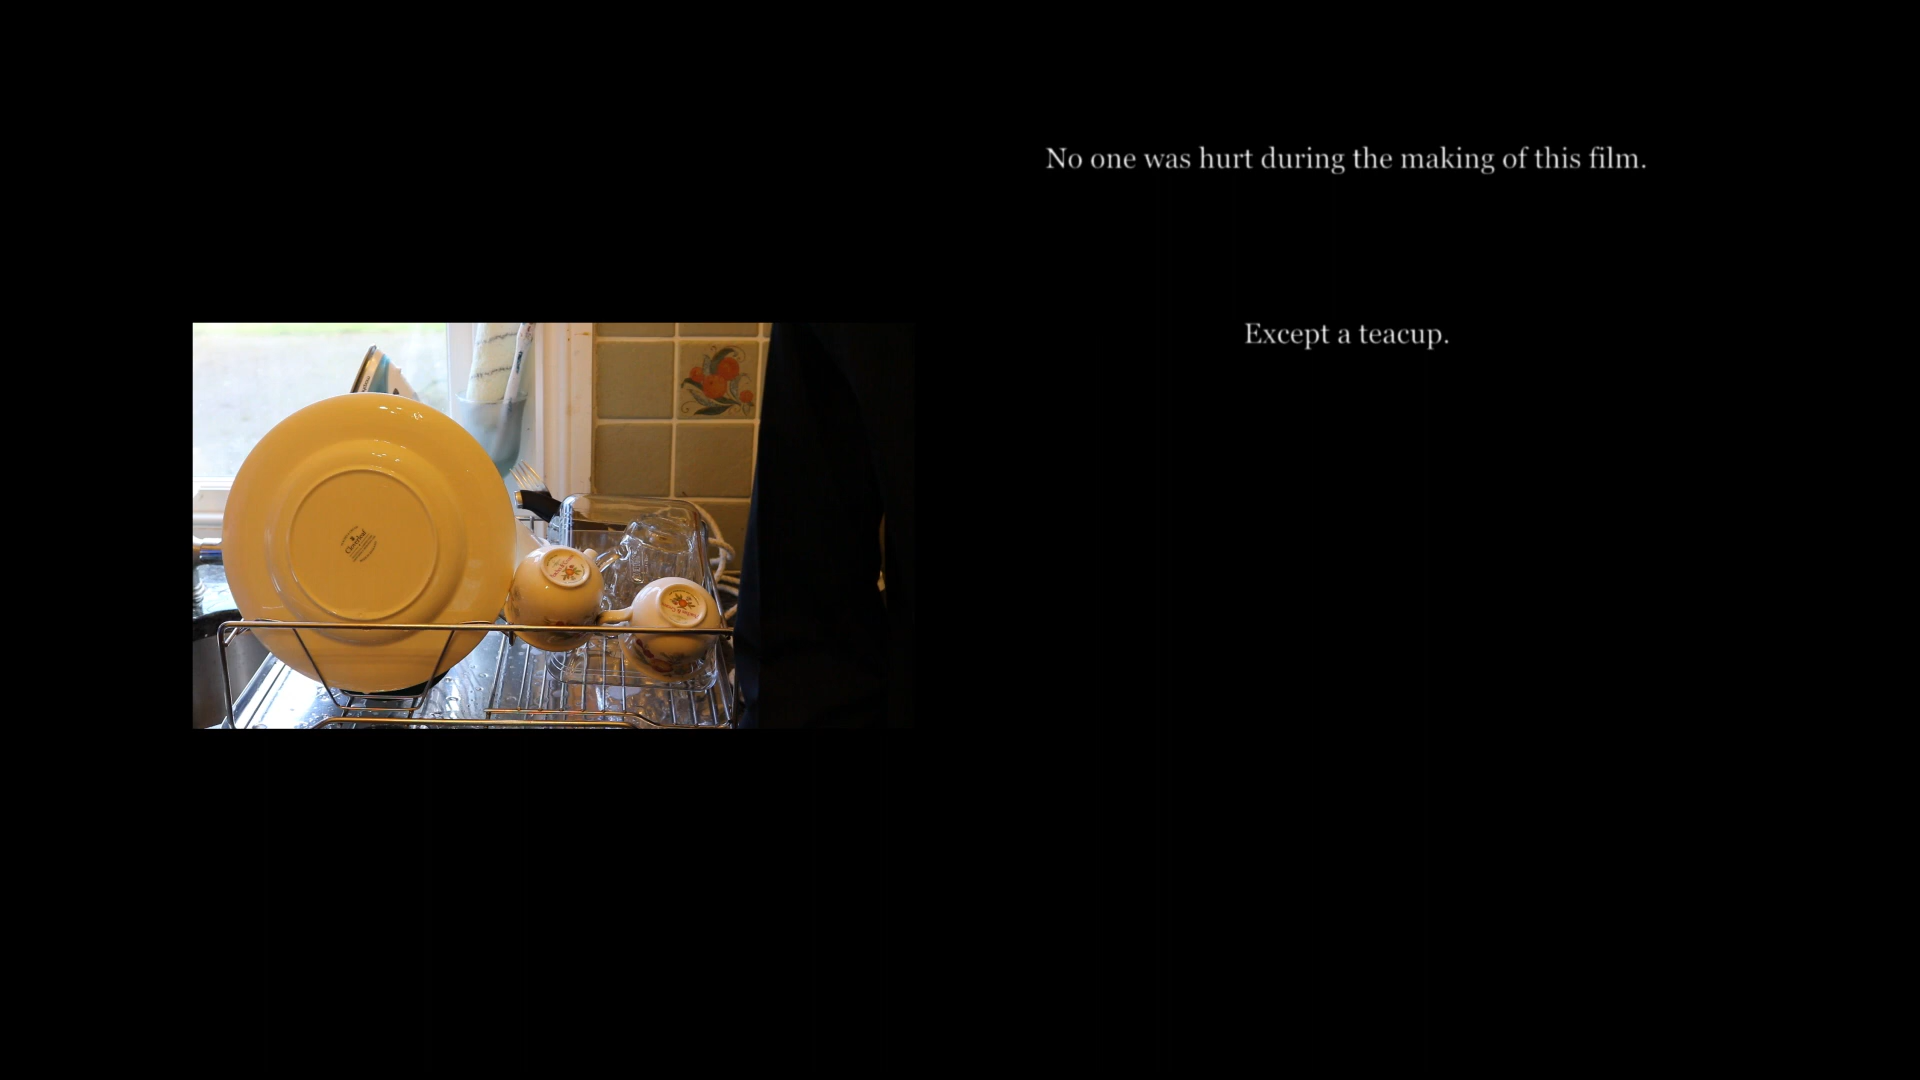 No one was hurt during the making of this film.
Except a teacup.